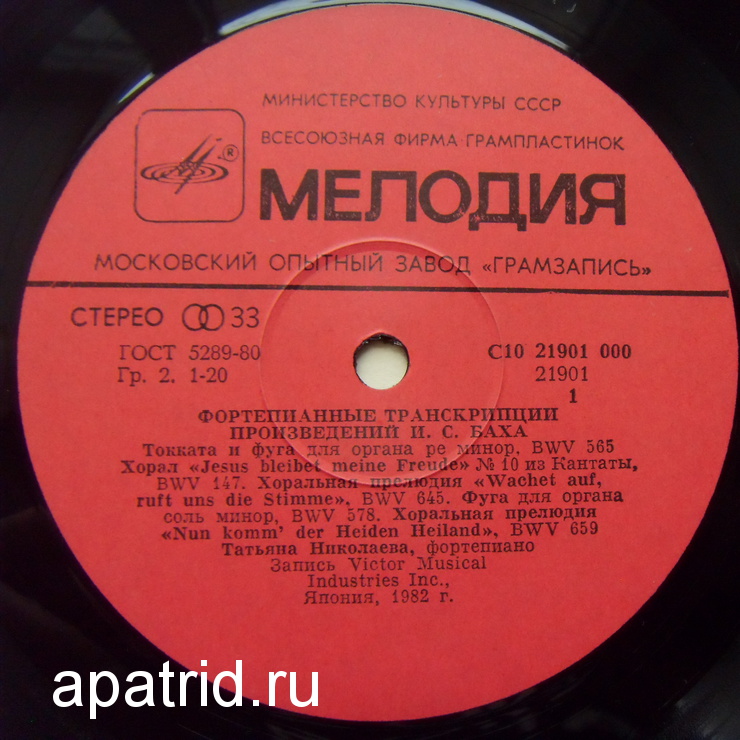 МИНИСТЕРСТВО КУЛЬТУРЫ СССР
ВСЕСОЮЗНАЯ ФИРМА ГРАМПЛАСТИНОК
®
МЕЛОДИЯ
МОСКОВСКИЙ ОПЫТНЫЙ ЗАВОД «ГРАМЗАПИСЬ»
СТЕРЕО 33
ГОСТ 5289-80
Гр. 2. 1-20
С10 21901 000
21901
1
ФОРТЕПИАННЫЕ ТРАНСКРИПЦИИ
ПРОИЗВЕДЕНИЙ И. С. БАХА
Токката и фуга для органа ре минор, BWV 565
Хорал «Jesus bleibet meine Freude» № 10 из Кантаты,
BWV 147. Хоральная прелюдия «Wachet auf,
ruft uns die Stimme», BWV 645. Фуга для органа
соль минор, BWV 578. Хоральная прелюдия
«Nun komm' der Heiden Heiland», BWV 659
Татьяна Николаева, фортепиано
Запись Victor Musical
Industries Inc.,
Япония, 1982 г.
apatrid.ru